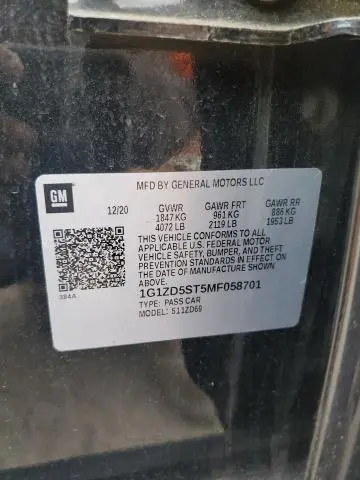 MFD BY GENERAL MOTORS LLC
GM
12/20 GVWR GAWR FRT GAWR RR
1847 KG 961 KG 886 KG
4072 LB 2119 LB 1953 LB
THIS VEHICLE CONFORMS TO ALL
APPLICABLE U.S. FEDERAL MOTOR
VEHICLE SAFETY, BUMPER, AND THEFT
PREVENTION STANDARDS IN EFFECT ON
THE DATE OF MANUFACTURE SHOWN
ABOVE.
384A
1G1ZD5ST5MF058701
TYPE: PASS CAR
MODEL: 511ZD69